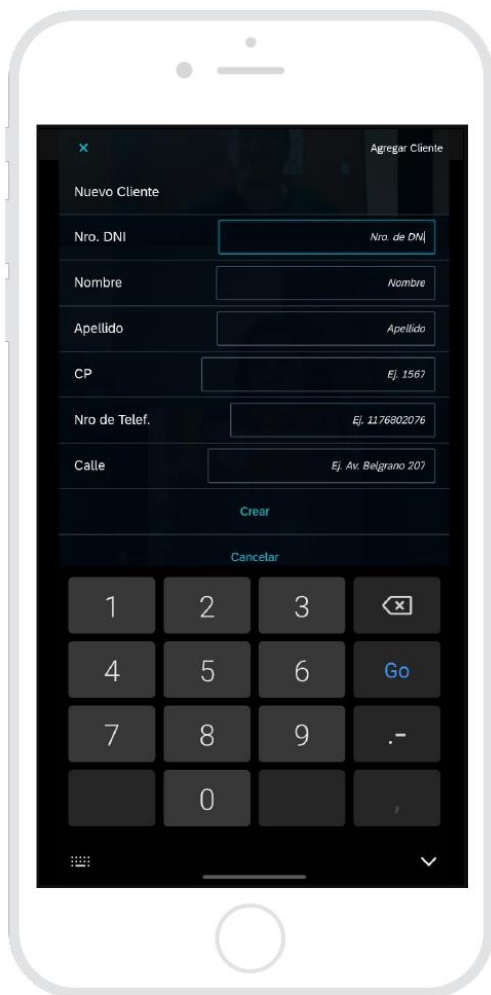 × Agregar Cliente
Nuevo Cliente
Nro. DNI Nro. de DNI
Nombre Nombre
Apellido Apellido
CP Ej. 1567
Nro de Telef. Ej. 1176802076
Calle Ej. Av. Belgrano 207
Crear
Cancelar
1 2 3
4 5 6 Go
7 8 9 .-
0 ,